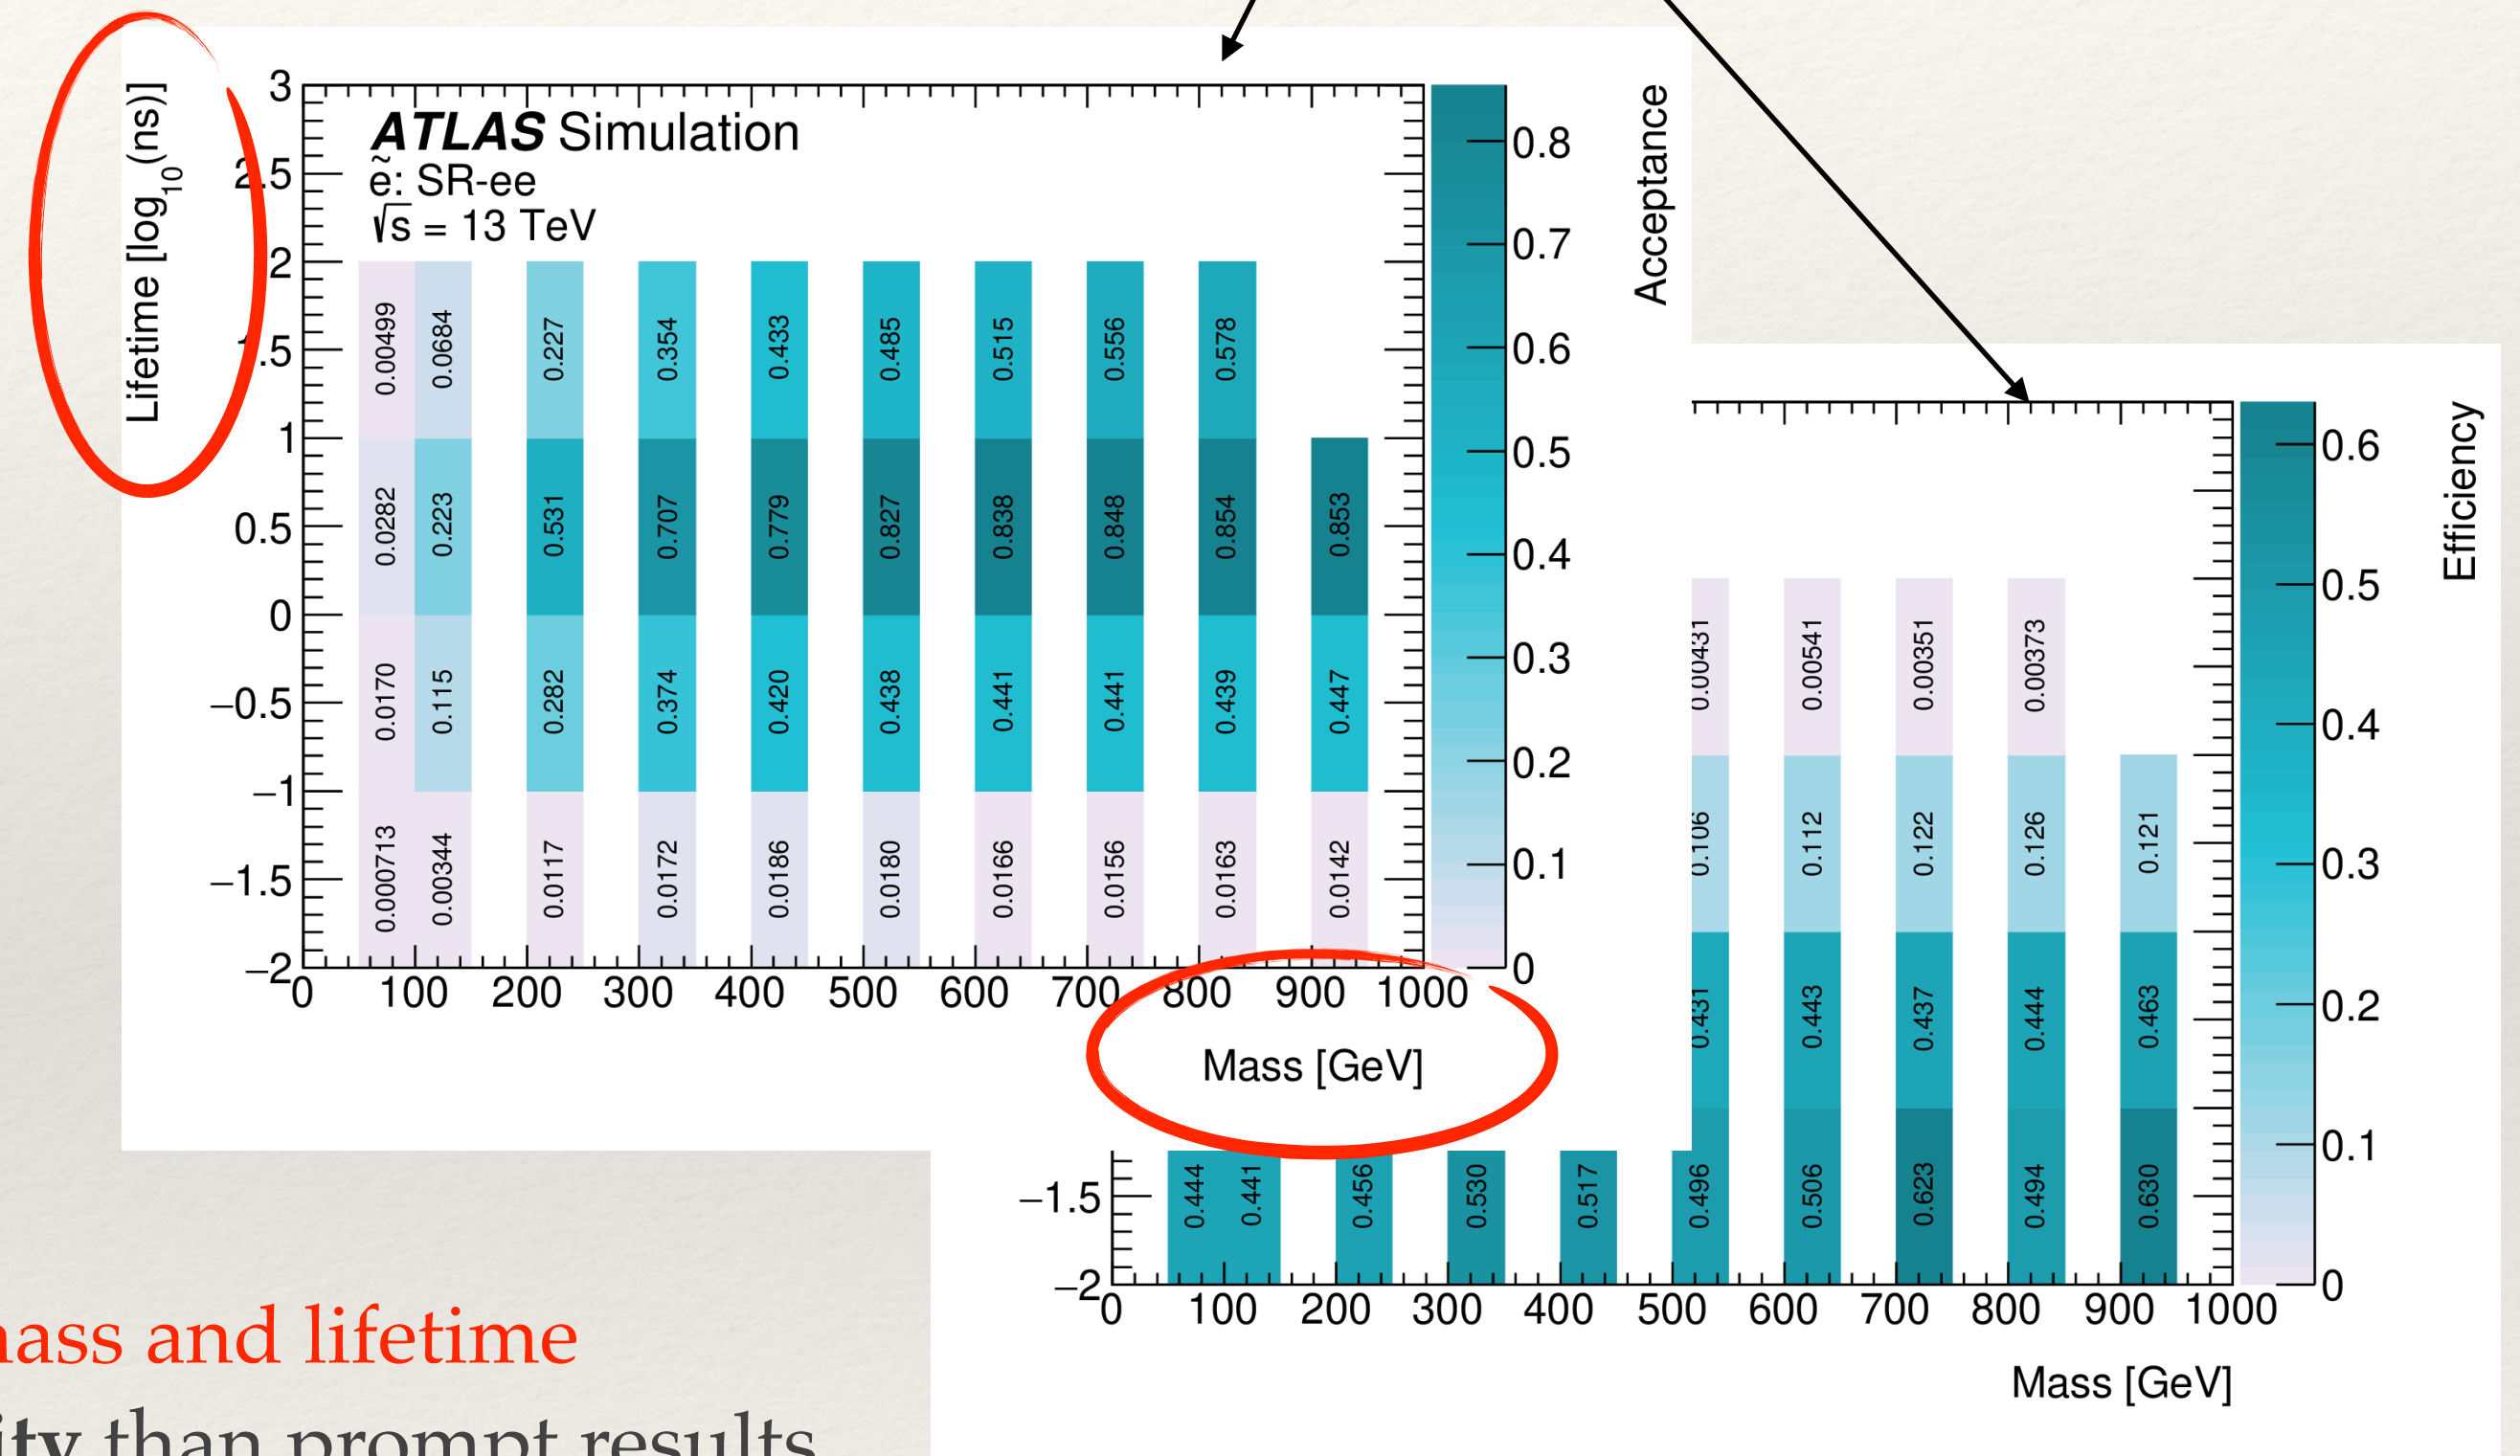 Lifetime [log10(ns)]
3
2.5
2
1.5
1
0.5
0
−0.5
−1
−1.5
−2
ATLAS Simulation
ẽ: SR-ee
√s = 13 TeV
0.00499 0.0684 0.227 0.354 0.433 0.485 0.515 0.556 0.578
0.0282 0.223 0.531 0.707 0.779 0.827 0.838 0.848 0.854 0.853
0.0170 0.115 0.282 0.374 0.420 0.438 0.441 0.441 0.439 0.447
0.000713 0.00344 0.0117 0.0172 0.0186 0.0180 0.0166 0.0156 0.0163 0.0142
0 100 200 300 400 500 600 700 800 900 1000
Mass [GeV]
0.8
0.7
0.6
0.5
0.4
0.3
0.2
0.1
0
Acceptance
0.00431 0.00541 0.00351 0.00373
0.106 0.112 0.122 0.126 0.121
0.431 0.443 0.437 0.444 0.463
0.444 0.441 0.456 0.530 0.517 0.496 0.506 0.623 0.494 0.630
−1.5
−2
0 100 200 300 400 500 600 700 800 900 1000
Mass [GeV]
0.6
0.5
0.4
0.3
0.2
0.1
0
Efficiency
mass and lifetime
ity than prompt results